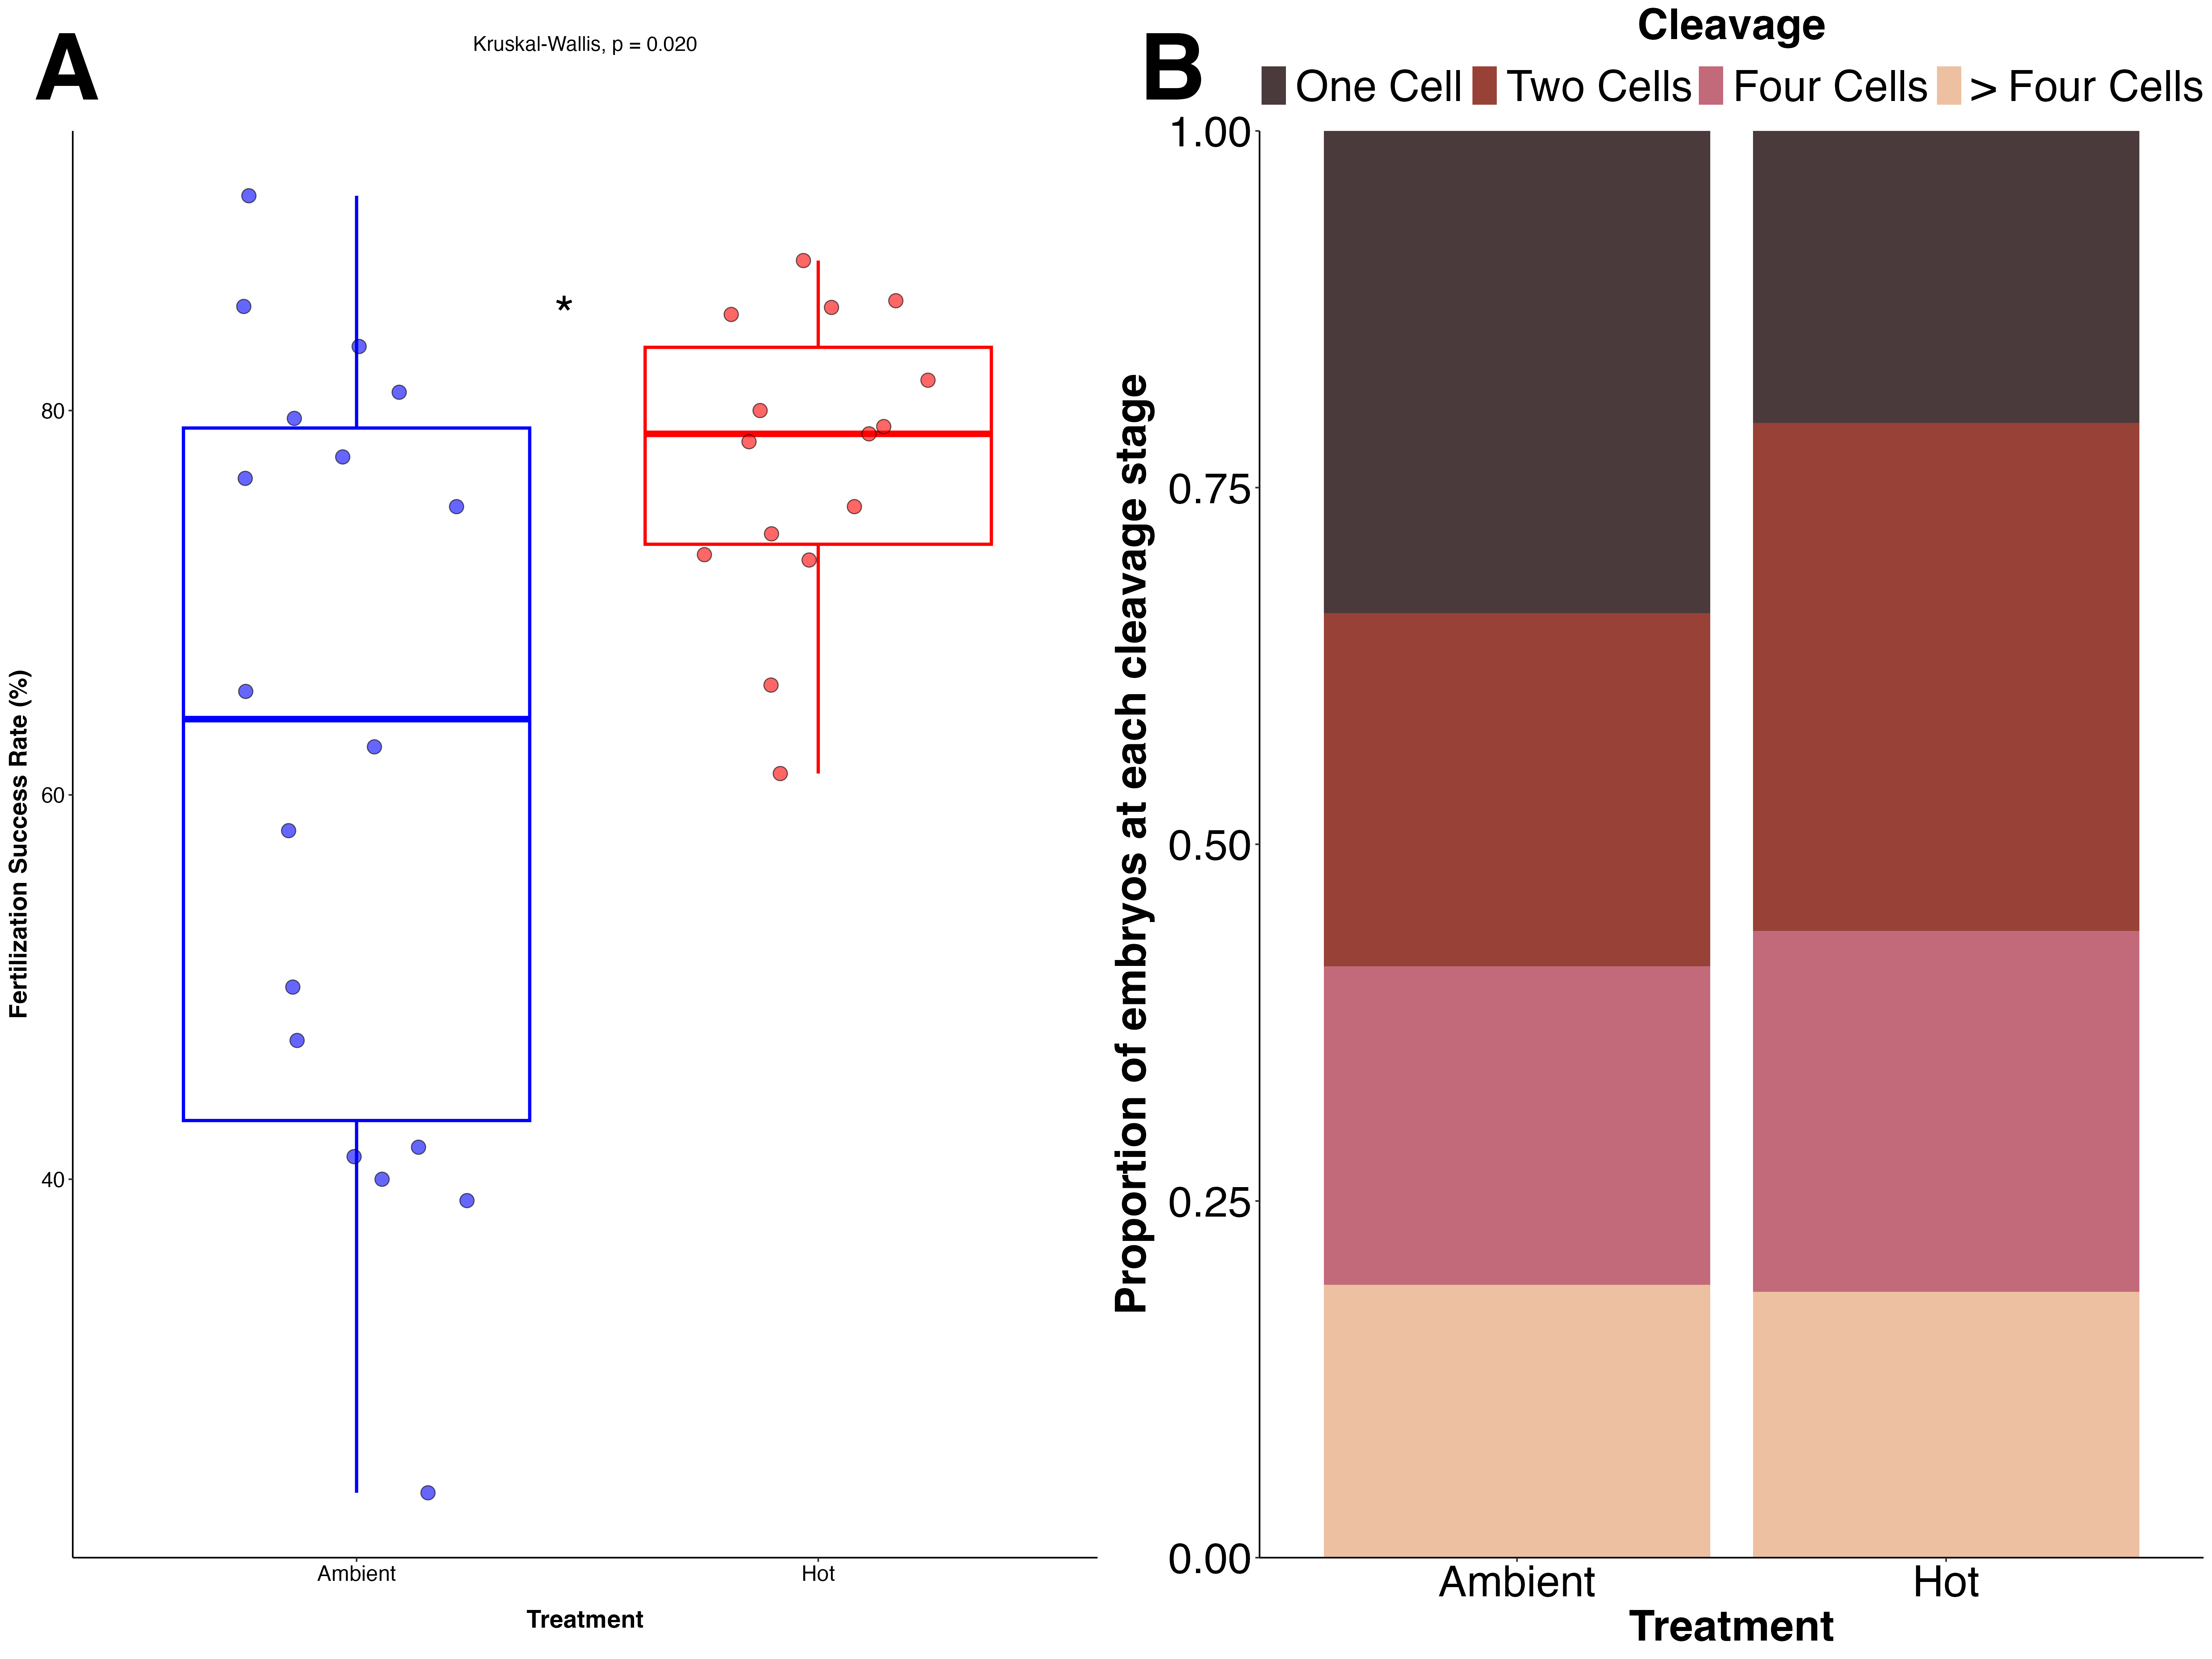 A
Kruskal-Wallis, p = 0.020
*
Fertilization Success Rate (%)
80
60
40
Ambient
Hot
Treatment
B
Cleavage
One Cell
Two Cells
Four Cells
> Four Cells
Proportion of embryos at each cleavage stage
1.00
0.75
0.50
0.25
0.00
Ambient
Hot
Treatment